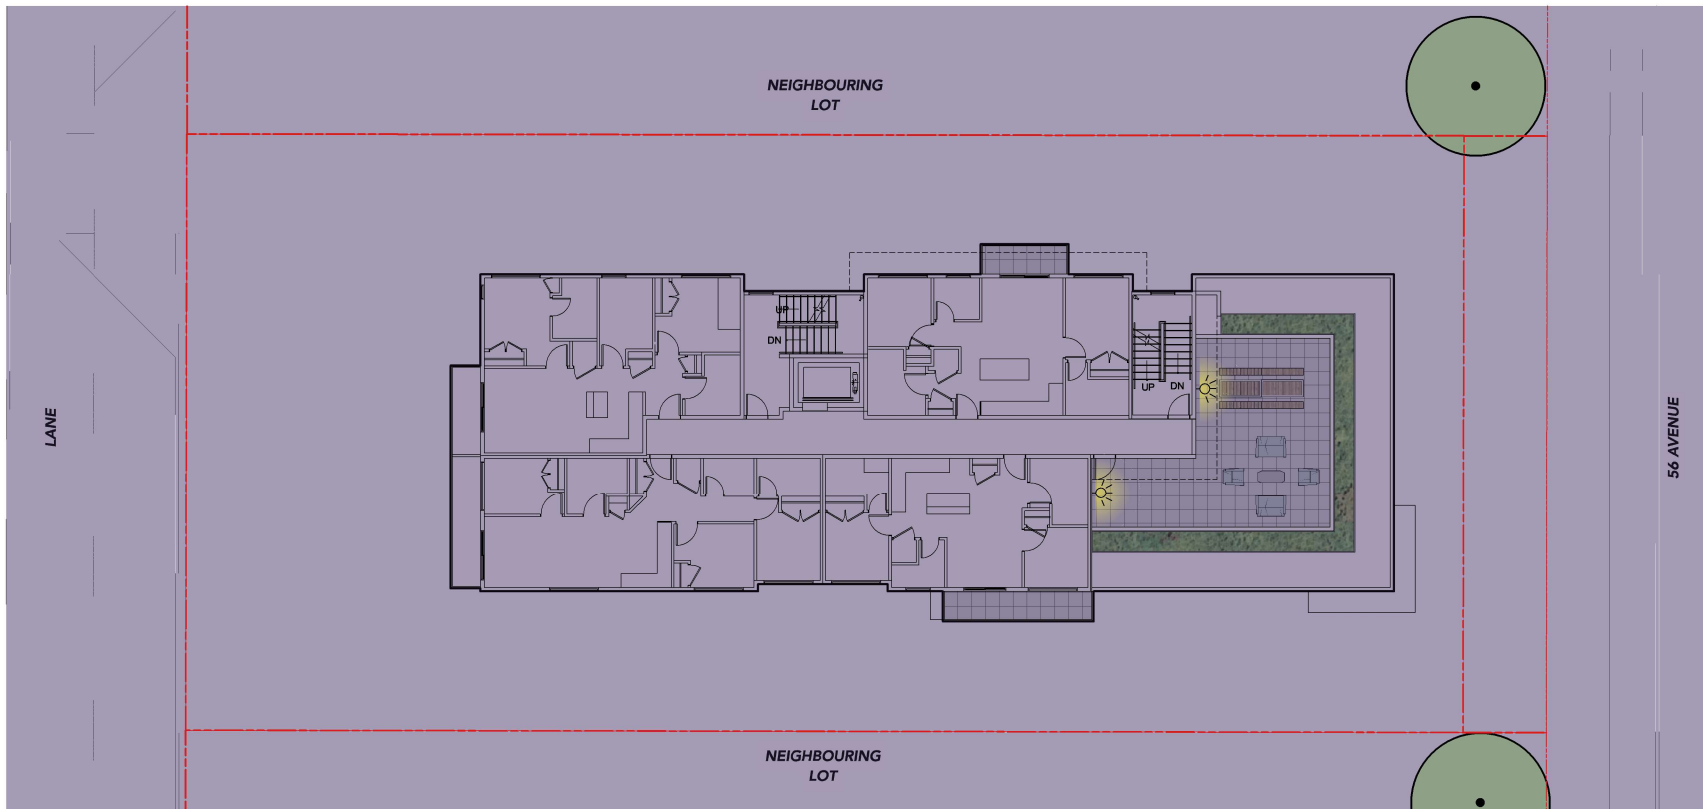 NEIGHBOURING
LOT
UP
DN
UP
DN
LANE
56 AVENUE
NEIGHBOURING
LOT